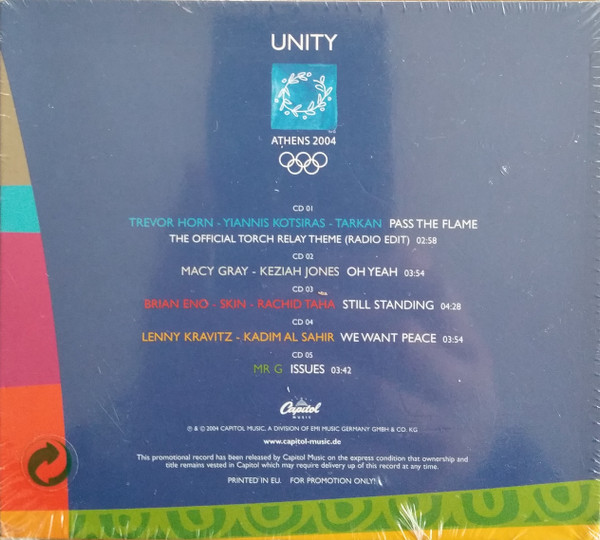 UNITY
ATHENS 2004
CD 01
TREVOR HORN - YIANNIS KOTSIRAS - TARKAN PASS THE FLAME
THE OFFICIAL TORCH RELAY THEME (RADIO EDIT) 02:58
CD 02
MACY GRAY - KEZIAH JONES OH YEAH 03:54
CD 03
BRIAN ENO - SKIN - RACHID TAHA STILL STANDING 04:28
CD 04
LENNY KRAVITZ - KADIM AL SAHIR WE WANT PEACE 03:54
CD 05
MR G ISSUES 03:42
Capitol
MUSIC
℗ & © 2004 CAPITOL MUSIC, A DIVISION OF EMI MUSIC GERMANY GMBH & CO. KG
www.capitol-music.de
This promotional record has been released by Capitol Music on the express condition that ownership and
title remains vested in Capitol which may require delivery up of this record at any time.
PRINTED IN EU. FOR PROMOTION ONLY!